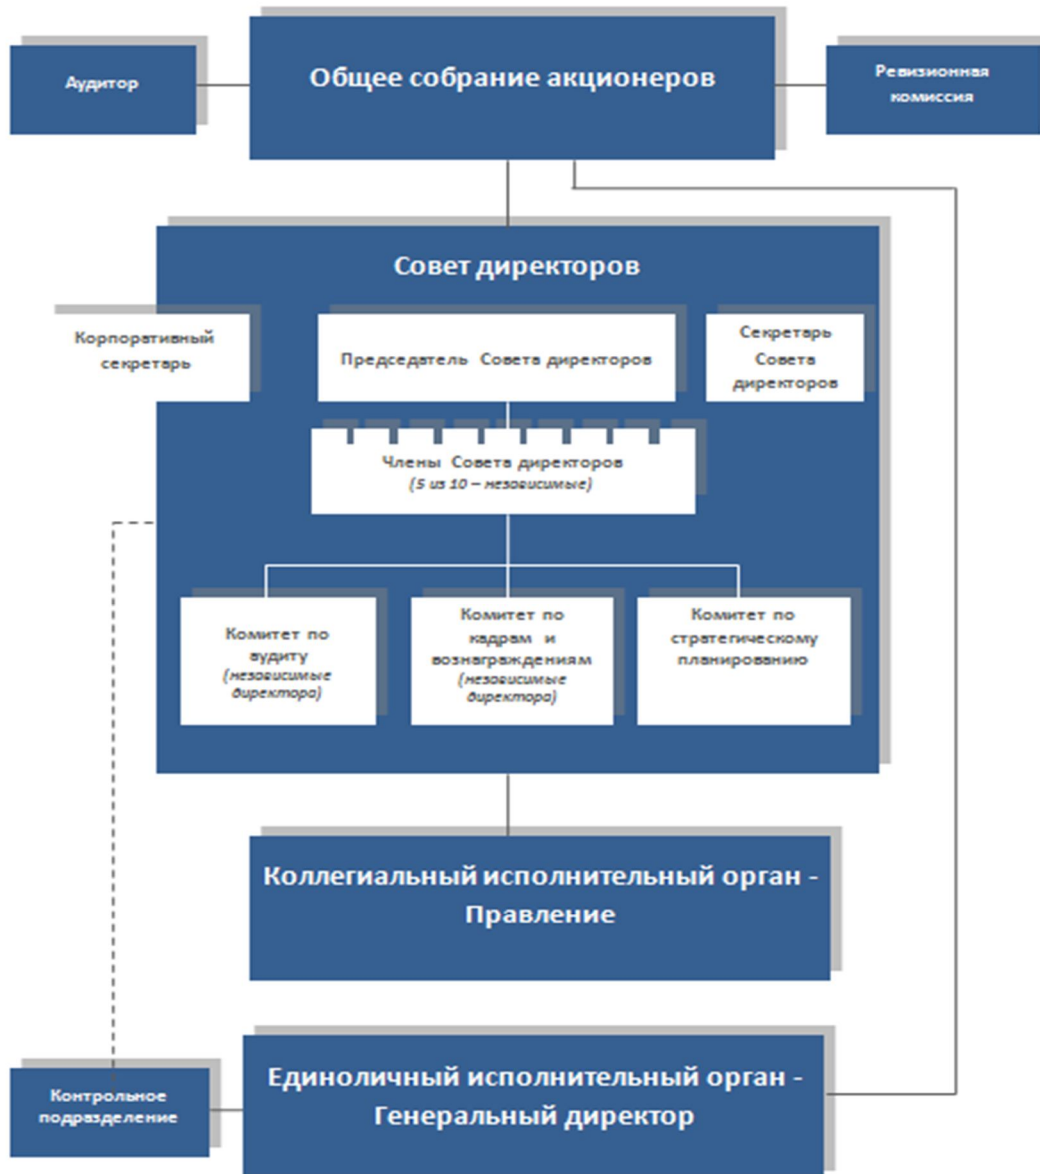 Аудитор
Общее собрание акционеров
Ревизионная
комиссия
Совет директоров
Корпоративный
секретарь
Председатель Совета директоров
Секретарь
Совета
директоров
Члены Совета директоров
(5 из 10 – независимые)
Комитет по
аудиту
(независимые
директора)
Комитет по
кадрам и
вознаграждениям
(независимые
директора)
Комитет по
стратегическому
планированию
Коллегиальный исполнительный орган -
Правление
Единоличный исполнительный орган -
Генеральный директор
Контрольное
подразделение